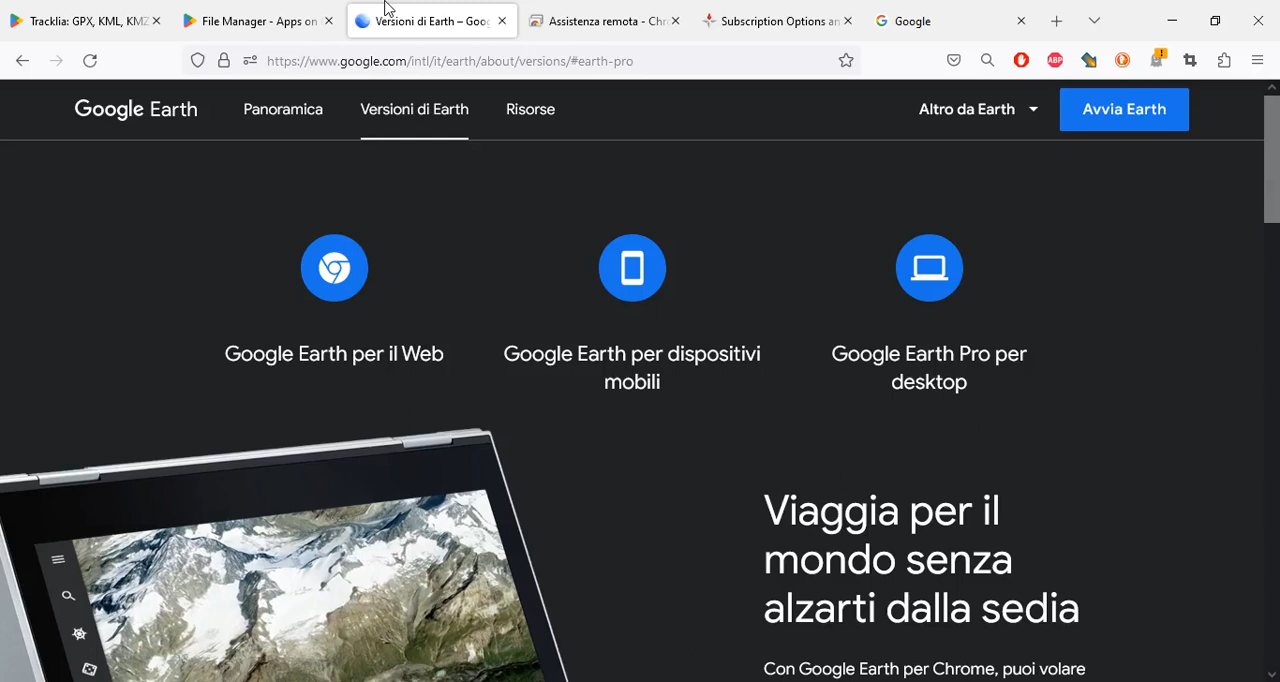 Tracklia: GPX, KML, KMZ
File Manager - Apps on
Versioni di Earth – Goog
Assistenza remota - Chro
Subscription Options an
Google
https://www.google.com/intl/it/earth/about/versions/#earth-pro
ABP
!
Google Earth
Panoramica
Versioni di Earth
Risorse
Altro da Earth
Avvia Earth
Google Earth per il Web
Google Earth per dispositivi
mobili
Google Earth Pro per
desktop
Viaggia per il
mondo senza
alzarti dalla sedia
Con Google Earth per Chrome, puoi volare